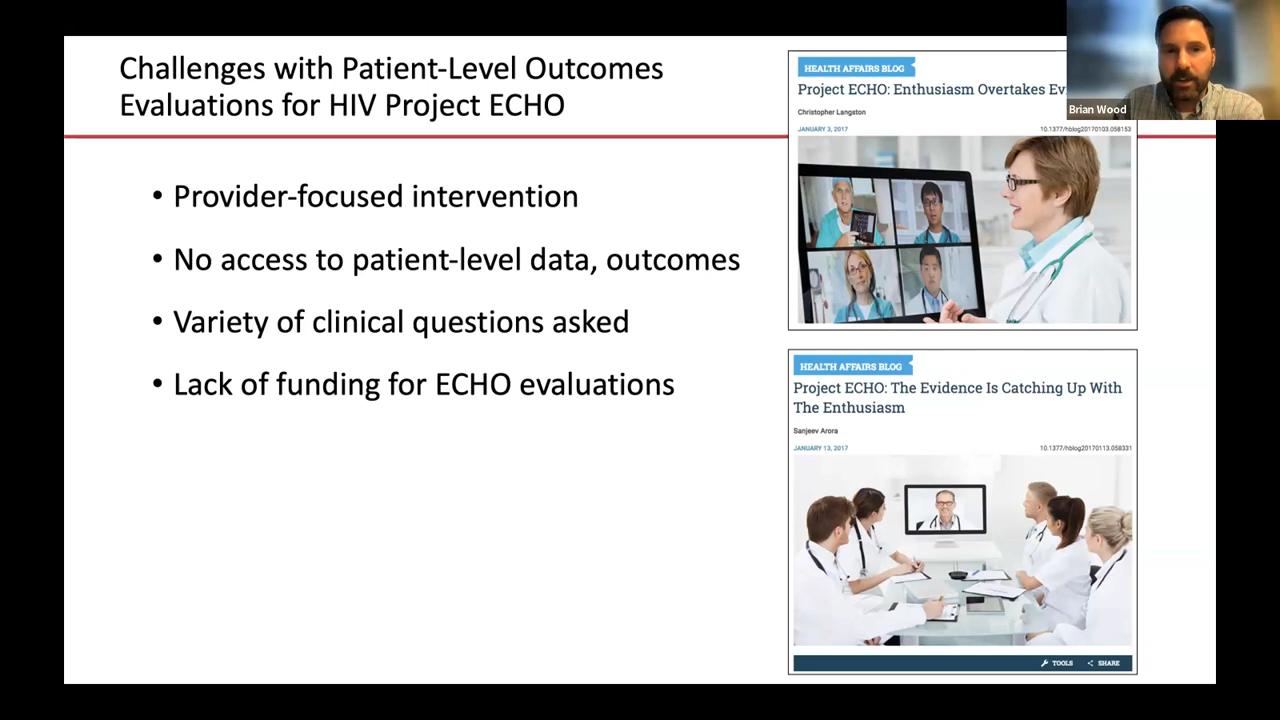 Challenges with Patient-Level Outcomes
Evaluations for HIV Project ECHO
• Provider-focused intervention
• No access to patient-level data, outcomes
• Variety of clinical questions asked
• Lack of funding for ECHO evaluations
HEALTH AFFAIRS BLOG
Project ECHO: Enthusiasm Overtakes
Christopher Langston
JANUARY 3, 2017
10.1377/hblog20170103.058153
HEALTH AFFAIRS BLOG
Project ECHO: The Evidence Is Catching Up With
The Enthusiasm
Sanjeev Arora
JANUARY 13, 2017
10.1377/hblog20170113.058331
TOOLS
SHARE
Brian Wood